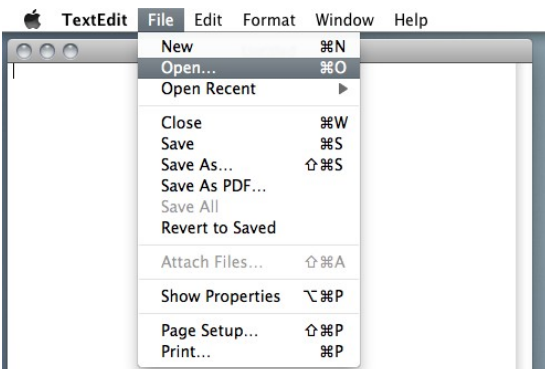 TextEdit File Edit Format Window Help
New ⌘N
Open... ⌘O
Open Recent ▶
Close ⌘W
Save ⌘S
Save As... ⇧⌘S
Save As PDF...
Save All
Revert to Saved
Attach Files... ⇧⌘A
Show Properties ⌥⌘P
Page Setup... ⇧⌘P
Print... ⌘P